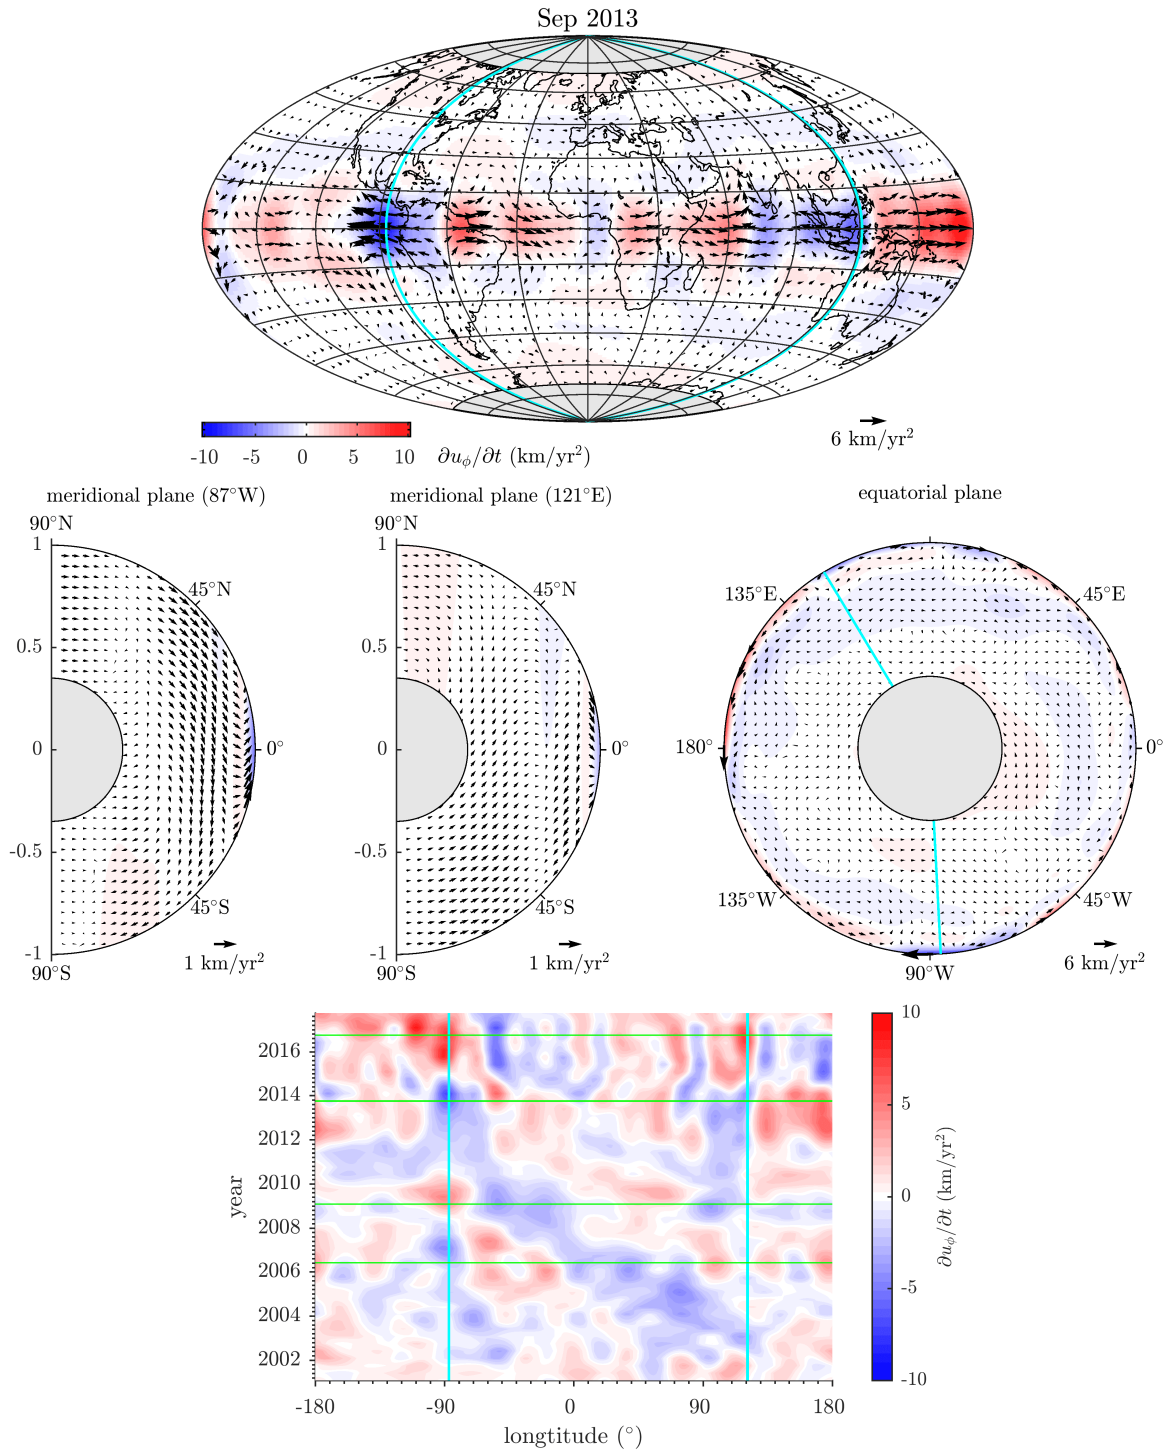 Sep 2013
-10 -5 0 5 10 ∂u_ϕ/∂t (km/yr²)
6 km/yr²
meridional plane (87°W)
meridional plane (121°E)
equatorial plane
90°N
90°N
1
1
45°N
45°N
135°E
45°E
0.5
0.5
0
0°
0
0°
180°
0°
-0.5
-0.5
45°S
45°S
135°W
45°W
-1
-1
1 km/yr²
1 km/yr²
6 km/yr²
90°S
90°S
90°W
2016
2014
2012
2010
2008
2006
2004
2002
year
-180 -90 0 90 180
longtitude (°)
10
5
0
-5
-10
∂u_ϕ/∂t (km/yr²)